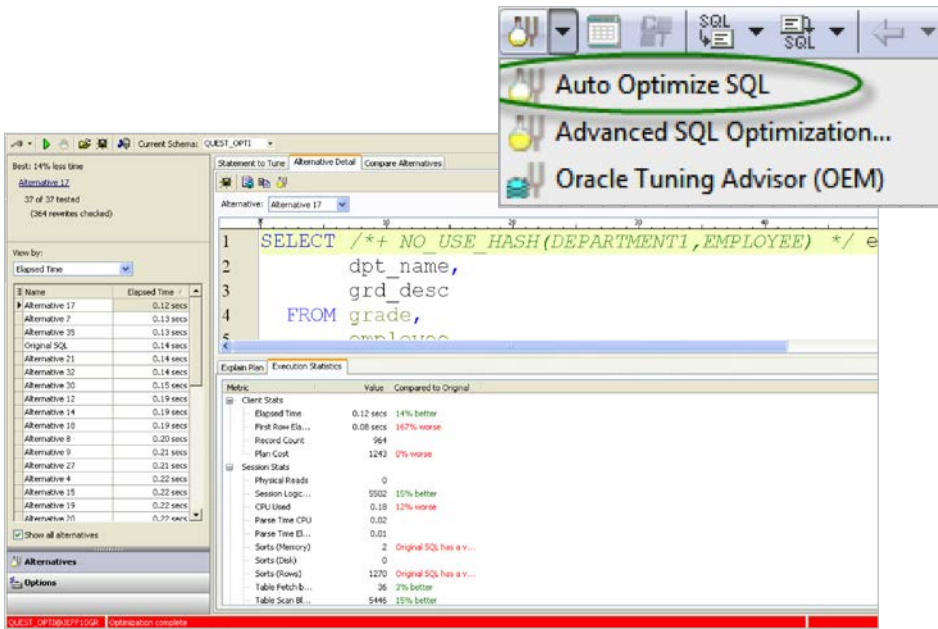 SQL
SQL
Auto Optimize SQL
Advanced SQL Optimization...
Oracle Tuning Advisor (OEM)
Current Schema: QUEST_OPTI
Best: 14% less time
Alternative 17
37 of 37 tested
(364 rewrites checked)
View by:
Elapsed Time
Name Elapsed Time
Alternative 17 0.12 secs
Alternative 7 0.13 secs
Alternative 35 0.13 secs
Original SQL 0.14 secs
Alternative 21 0.14 secs
Alternative 32 0.14 secs
Alternative 30 0.15 secs
Alternative 12 0.19 secs
Alternative 14 0.19 secs
Alternative 18 0.19 secs
Alternative 8 0.20 secs
Alternative 9 0.21 secs
Alternative 27 0.21 secs
Alternative 4 0.22 secs
Alternative 15 0.22 secs
Alternative 19 0.22 secs
Alternative 20 0.22 secs
Show all alternatives
Alternatives
Options
Statement to Tune Alternative Detail Compare Alternatives
Alternative: Alternative 17
10 20 30 40
1 SELECT /*+ NO_USE_HASH(DEPARTMENT1,EMPLOYEE) */ e
2 dpt_name,
3 grd_desc
4 FROM grade,
5 employee
Explain Plan Execution Statistics
Metric Value Compared to Original
Client Stats
Elapsed Time 0.12 secs 14% better
First Row Ela... 0.08 secs 167% worse
Record Count 964
Plan Cost 1243 0% worse
Session Stats
Physical Reads 0
Session Logic... 5502 15% better
CPU Used 0.18 12% worse
Parse Time CPU 0.02
Parse Time El... 0.01
Sorts (Memory) 2 Original SQL has a v...
Sorts (Disk) 0
Sorts (Rows) 1270 Original SQL has a v...
Table Fetch b... 36 2% better
Table Scan Bl... 5446 15% better
QUEST_OPTI@JEFF10GR Optimization complete